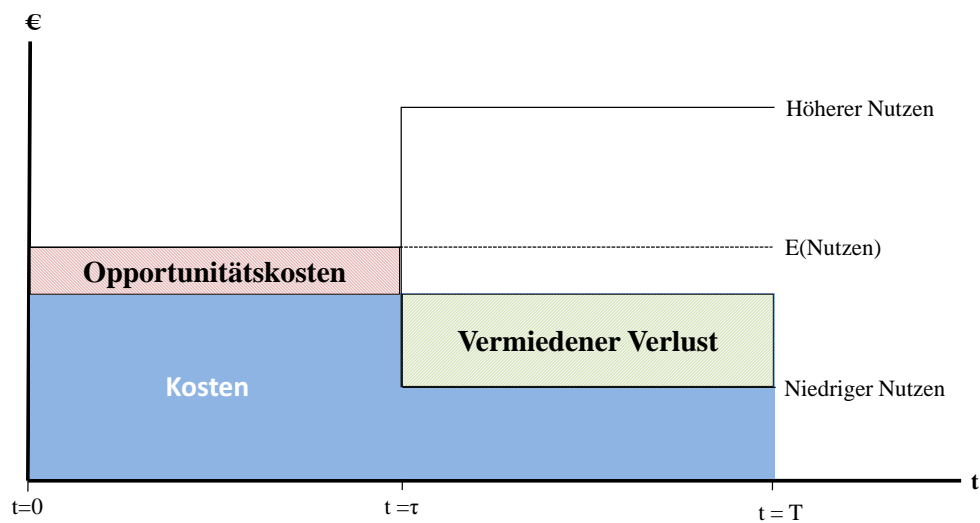 €
Höherer Nutzen
E(Nutzen)
Opportunitätskosten
Vermiedener Verlust
Kosten
Niedriger Nutzen
t
t=0
t =τ
t = T